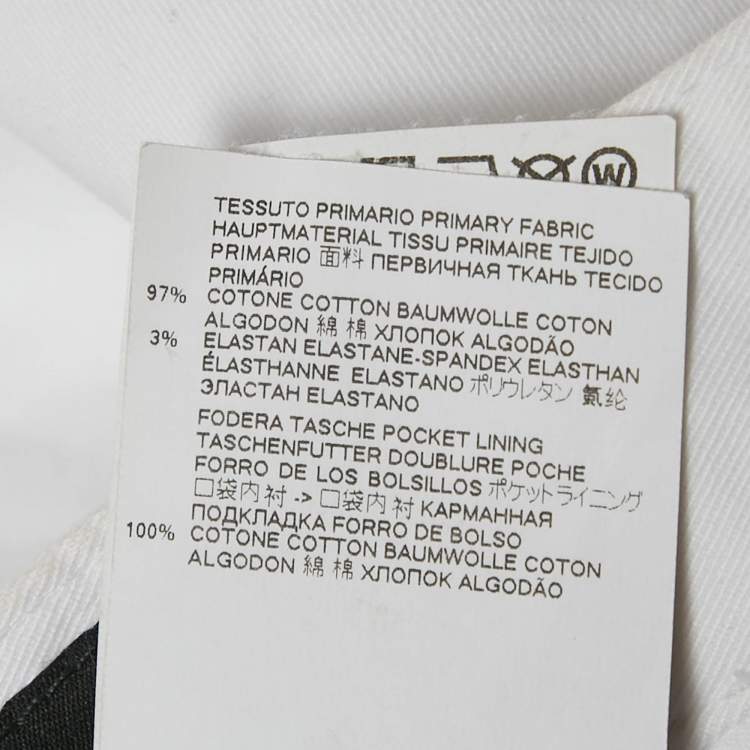 W
TESSUTO PRIMARIO PRIMARY FABRIC
HAUPTMATERIAL TISSU PRIMAIRE TEJIDO
PRIMARIO 面料 ПЕРВИЧНАЯ ТКАНЬ TECIDO
PRIMÁRIO
97% COTONE COTTON BAUMWOLLE COTON
ALGODON 綿 棉 ХЛОПОК ALGODÃO
3% ELASTAN ELASTANE-SPANDEX ELASTHAN
ÉLASTHANNE ELASTANO ポリウレタン 氨纶
ЭЛАСТАН ELASTANO
FODERA TASCHE POCKET LINING
TASCHENFUTTER DOUBLURE POCHE
FORRO DE LOS BOLSILLOS ポケットライニング
口袋内衬 -> 口袋内衬 КАРМАННАЯ
ПОДКЛАДКА FORRO DE BOLSO
100% COTONE COTTON BAUMWOLLE COTON
ALGODON 綿 棉 ХЛОПОК ALGODÃO